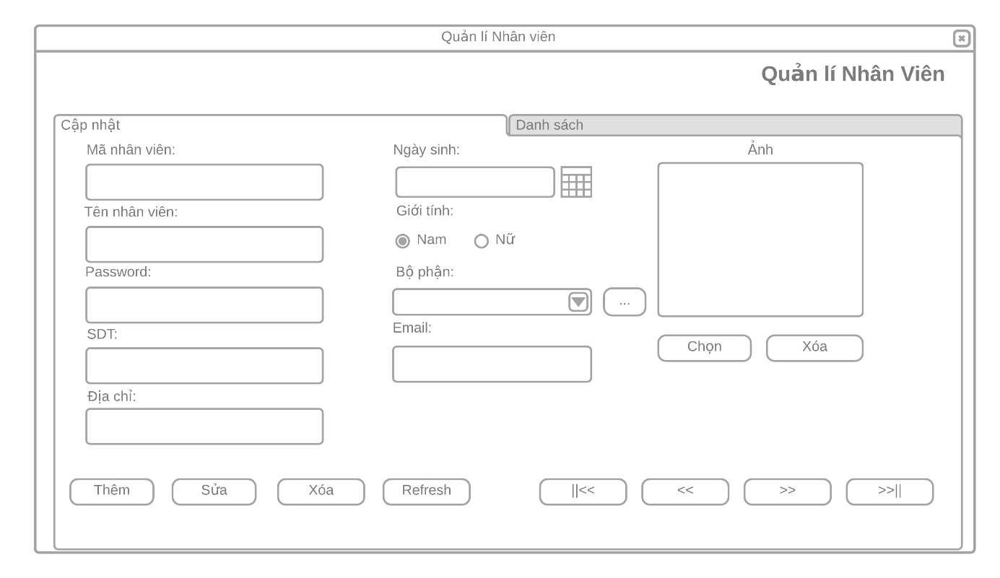 Quản lí Nhân viên
Quản lí Nhân Viên
Cập nhật
Danh sách
Mã nhân viên:
Ngày sinh:
Ảnh
Tên nhân viên:
Giới tính:
Nam
Nữ
Password:
Bộ phận:
...
SDT:
Email:
Chọn
Xóa
Địa chỉ:
Thêm
Sửa
Xóa
Refresh
||<<
<<
>>
>>||